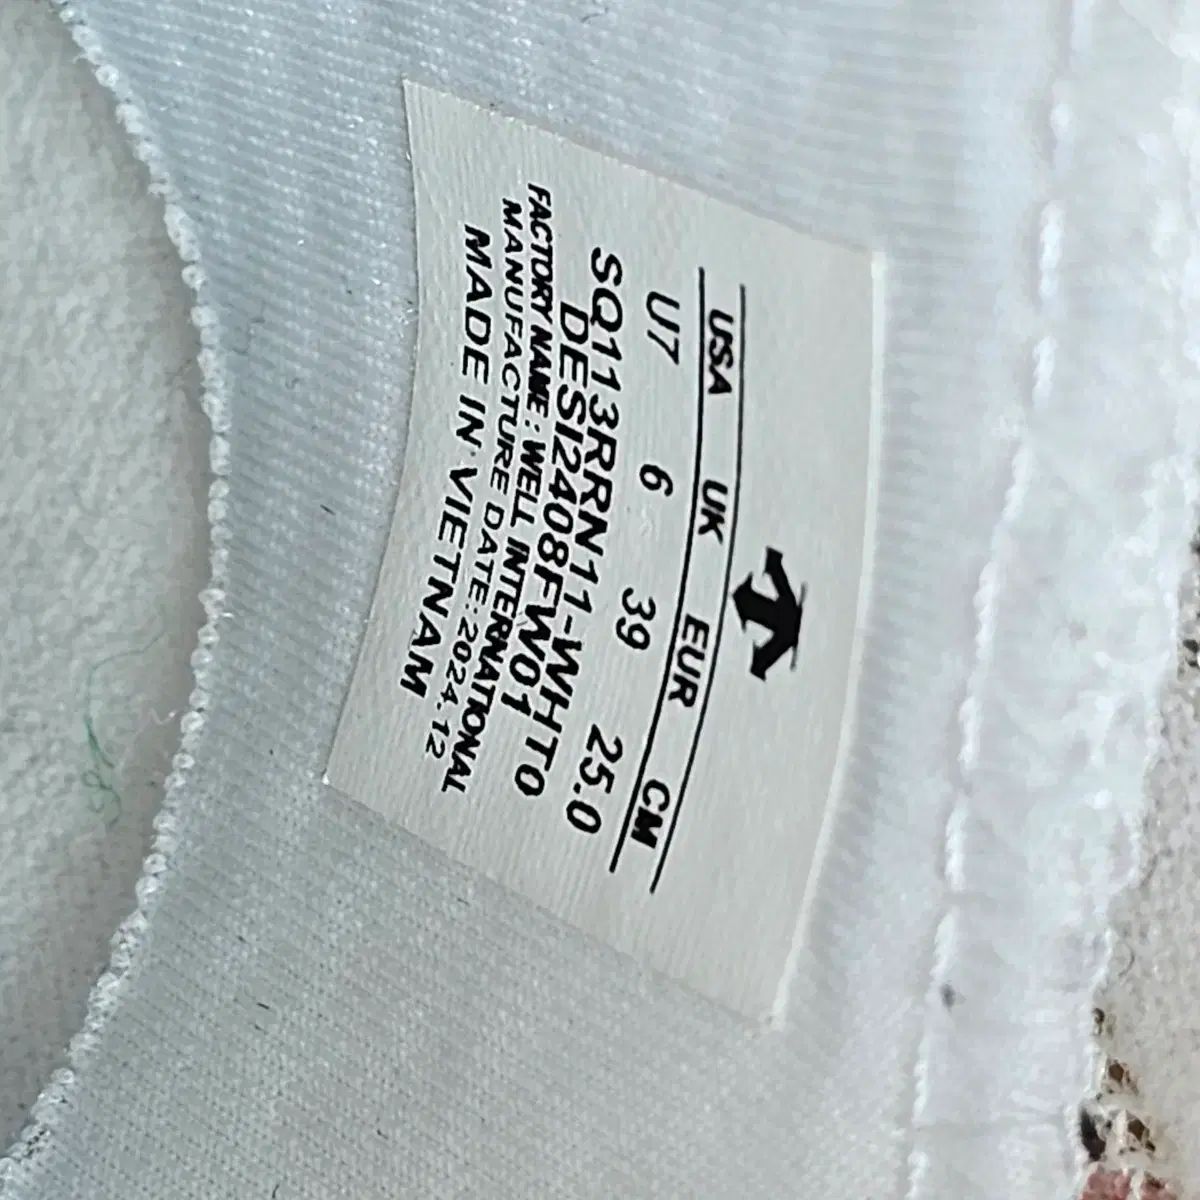 USA UK EUR CM
U7 6 39 25.0
SQ113RRN11-WHT0
DESI2408FW01
FACTORY NAME : WELL INTERNATIONAL
MANUFACTURE DATE : 2024.12
MADE IN VIETNAM